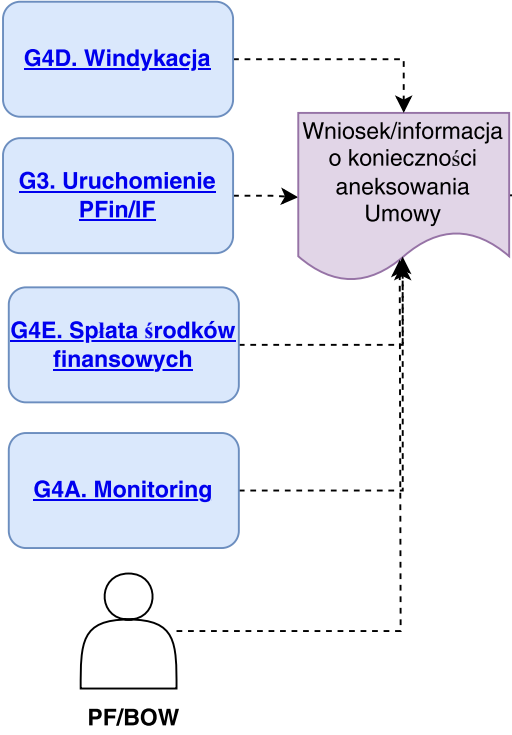 G4D. Windykacja
Wniosek/informacja
o konieczności
aneksowania
Umowy
G3. Uruchomienie
PFin/IF
G4E. Spłata środków
finansowych
G4A. Monitoring
PF/BOW